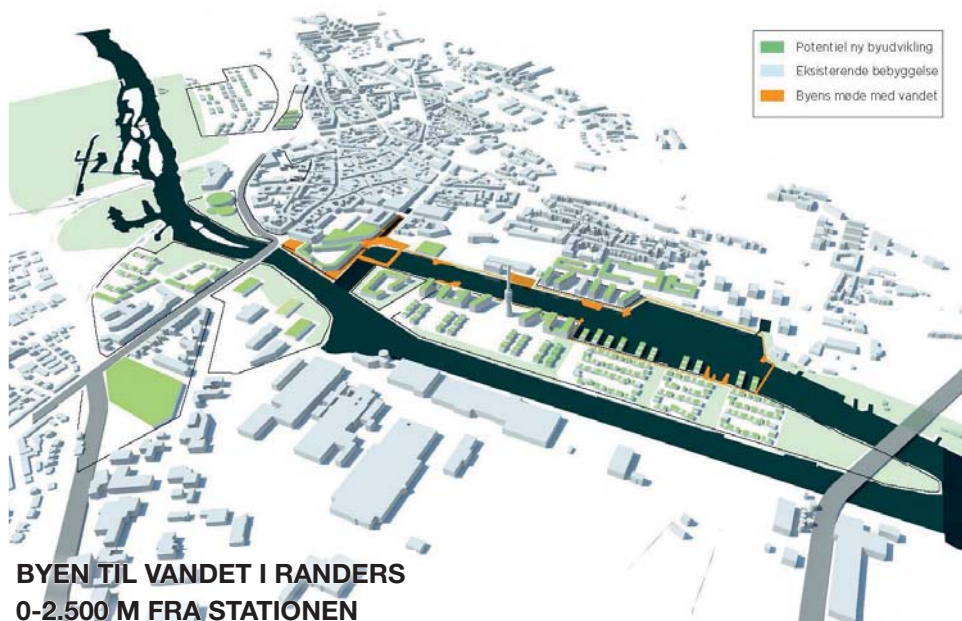 Potentiel ny byudvikling
Eksisterende bebyggelse
Byens møde med vandet
BYEN TIL VANDET I RANDERS
0-2.500 M FRA STATIONEN